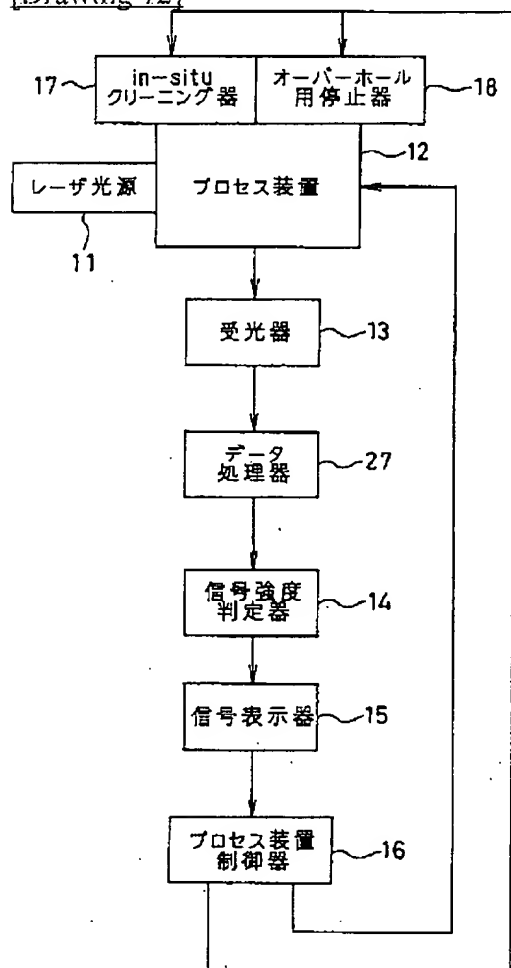 [Drawing 12]
17
in-situ
クリーニング器
オーバーホール
用停止器
18
12
レーザ光源
プロセス装置
11
受光器
13
データ
処理器
27
信号強度
判定器
14
信号表示器
15
プロセス装置
制御器
16